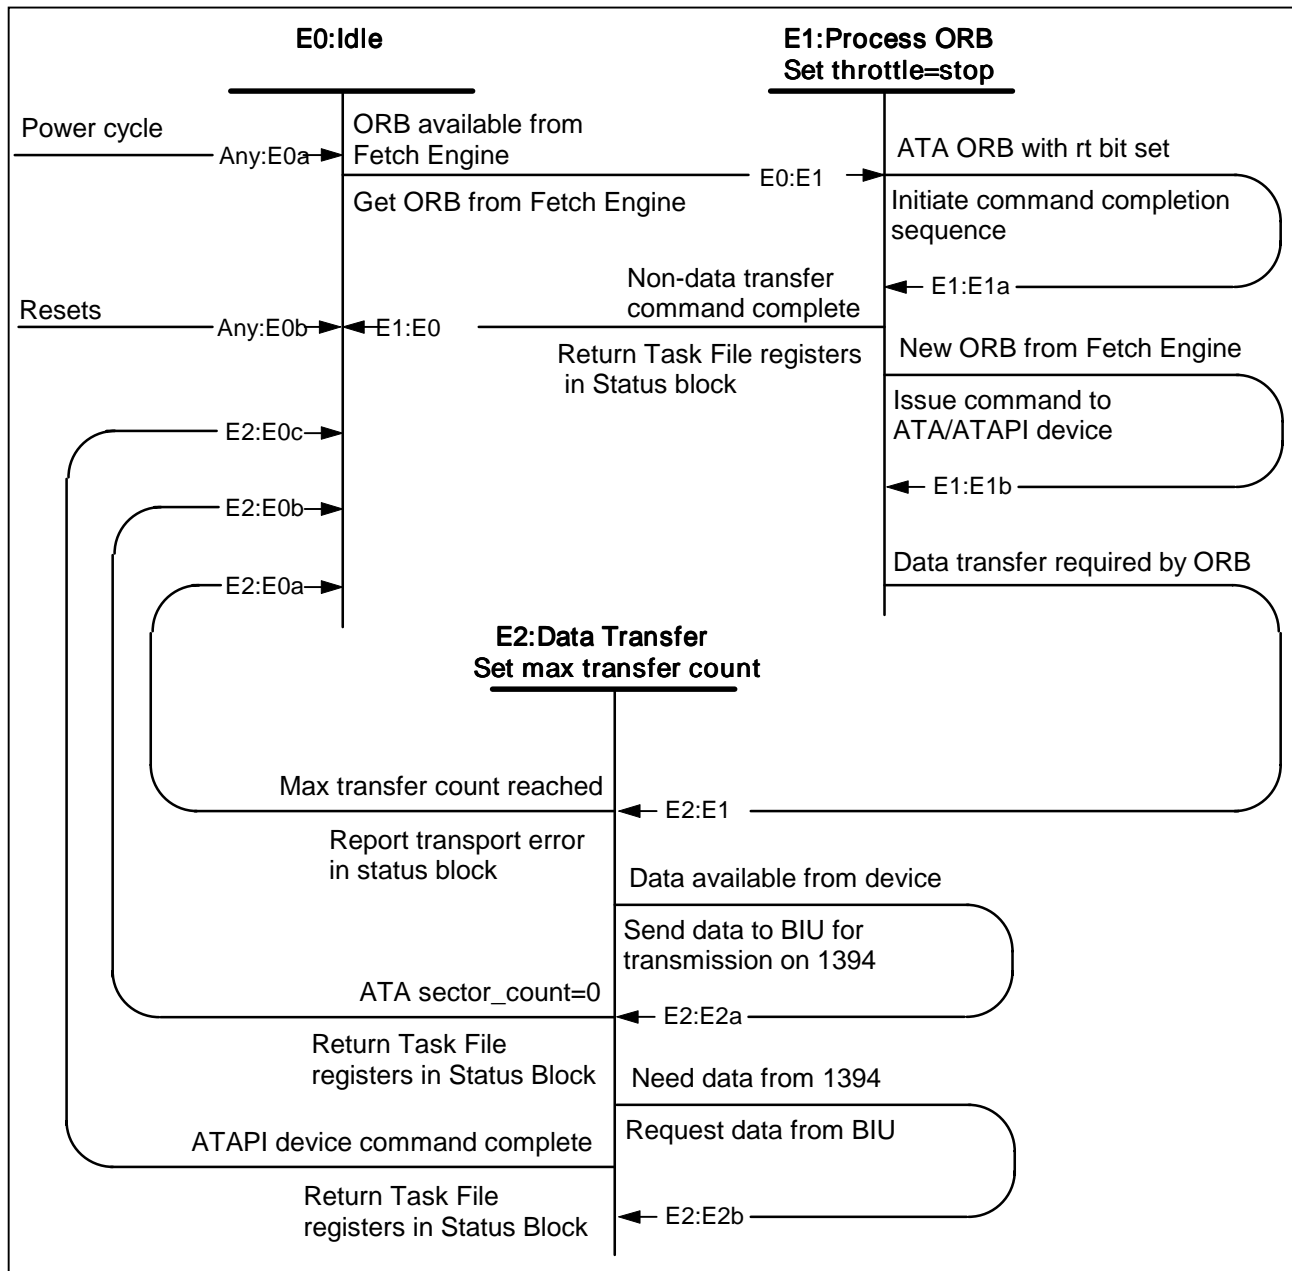 E0:Idle
E1:Process ORB
Set throttle=stop
Power cycle
Any:E0a
ORB available from
Fetch Engine
E0:E1
Get ORB from Fetch Engine
ATA ORB with rt bit set
Initiate command completion
sequence
E1:E1a
Non-data transfer
command complete
Resets
Any:E0b
E1:E0
Return Task File registers
in Status block
New ORB from Fetch Engine
Issue command to
ATA/ATAPI device
E1:E1b
E2:E0c
E2:E0b
E2:E0a
Data transfer required by ORB
E2:Data Transfer
Set max transfer count
Max transfer count reached
E2:E1
Report transport error
in status block
Data available from device
Send data to BIU for
transmission on 1394
ATA sector_count=0
E2:E2a
Return Task File
registers in Status Block
Need data from 1394
Request data from BIU
ATAPI device command complete
Return Task File
registers in Status Block
E2:E2b